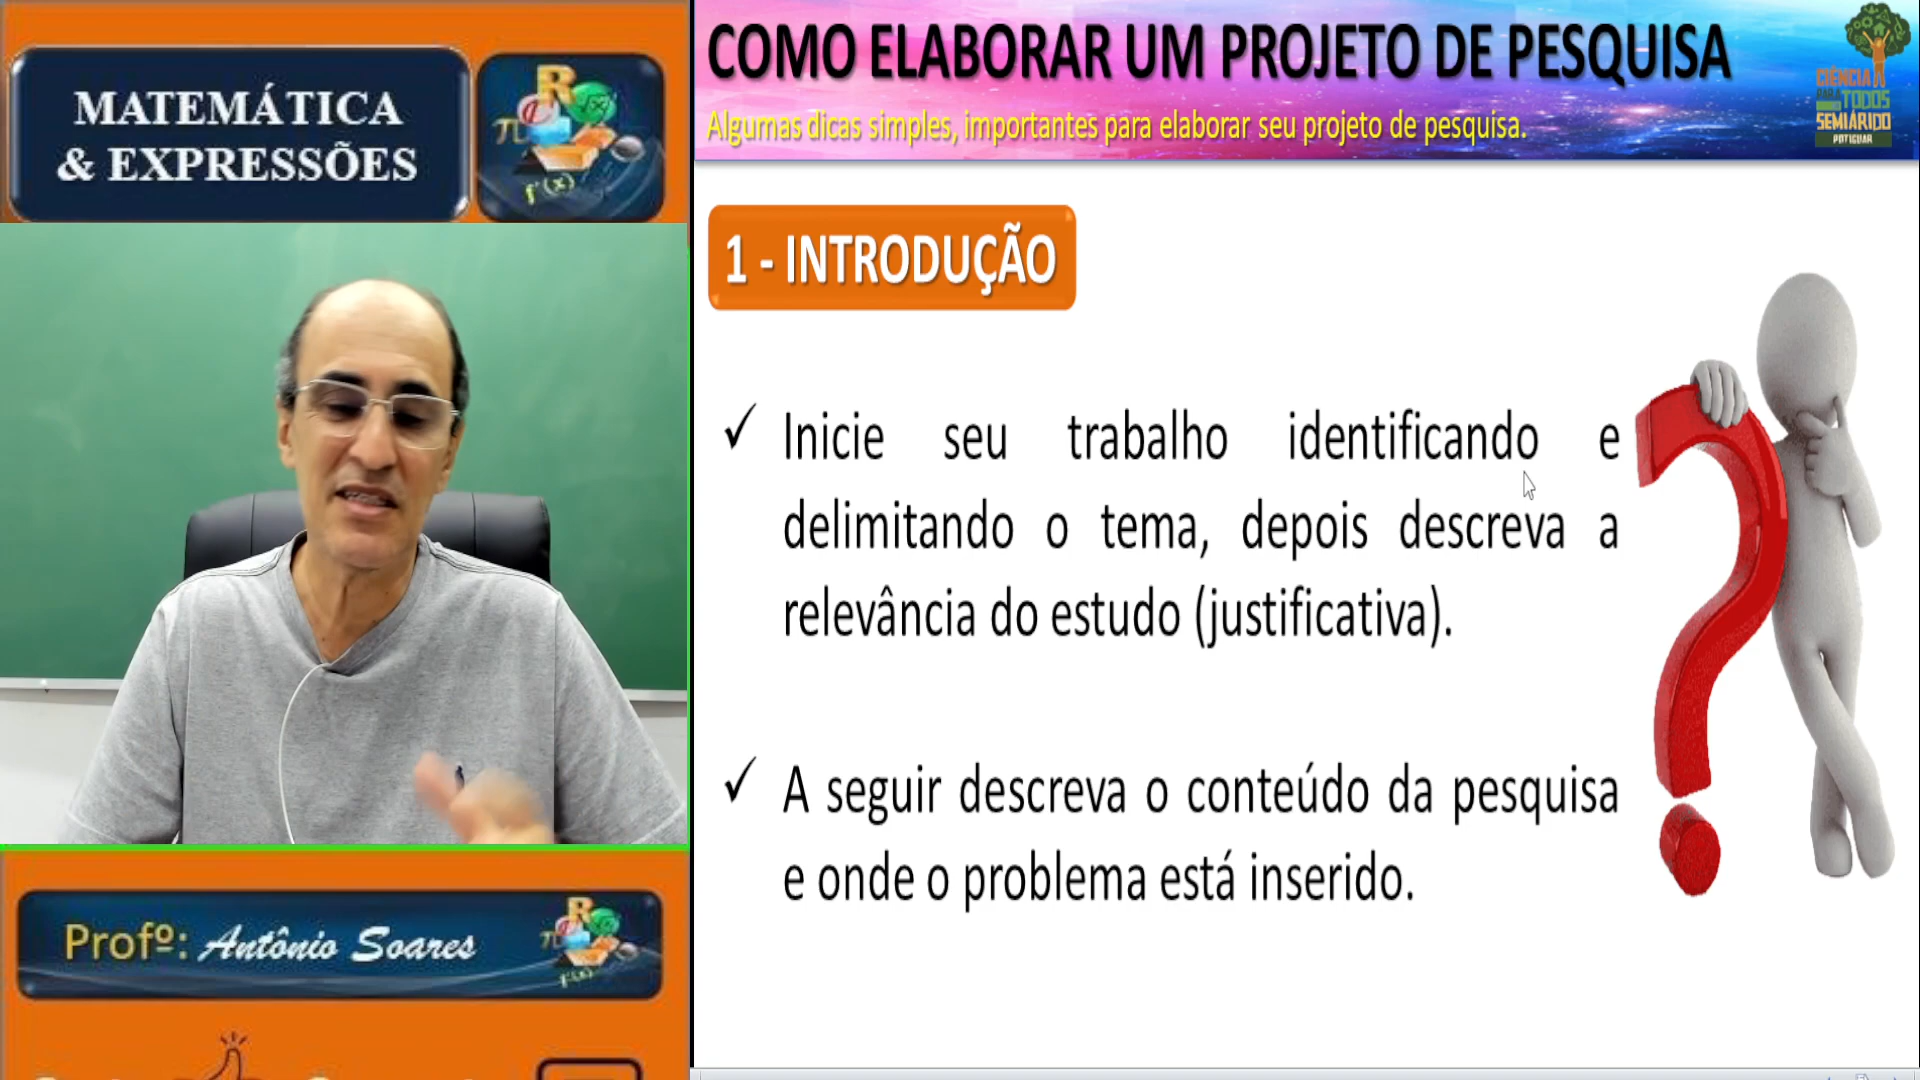 MATEMÁTICA
& EXPRESSÕES
R
π
f'(x)
COMO ELABORAR UM PROJETO DE PESQUISA
Algumas dicas simples, importantes para elaborar seu projeto de pesquisa.
CIÊNCIA
PARA TODOS
SEMIÁRIDO
POTIGUAR
1 - INTRODUÇÃO
✓ Inicie seu trabalho identificando e
delimitando o tema, depois descreva a
relevância do estudo (justificativa).
✓ A seguir descreva o conteúdo da pesquisa
e onde o problema está inserido.
Profº: Antônio Soares
R
f'(x)